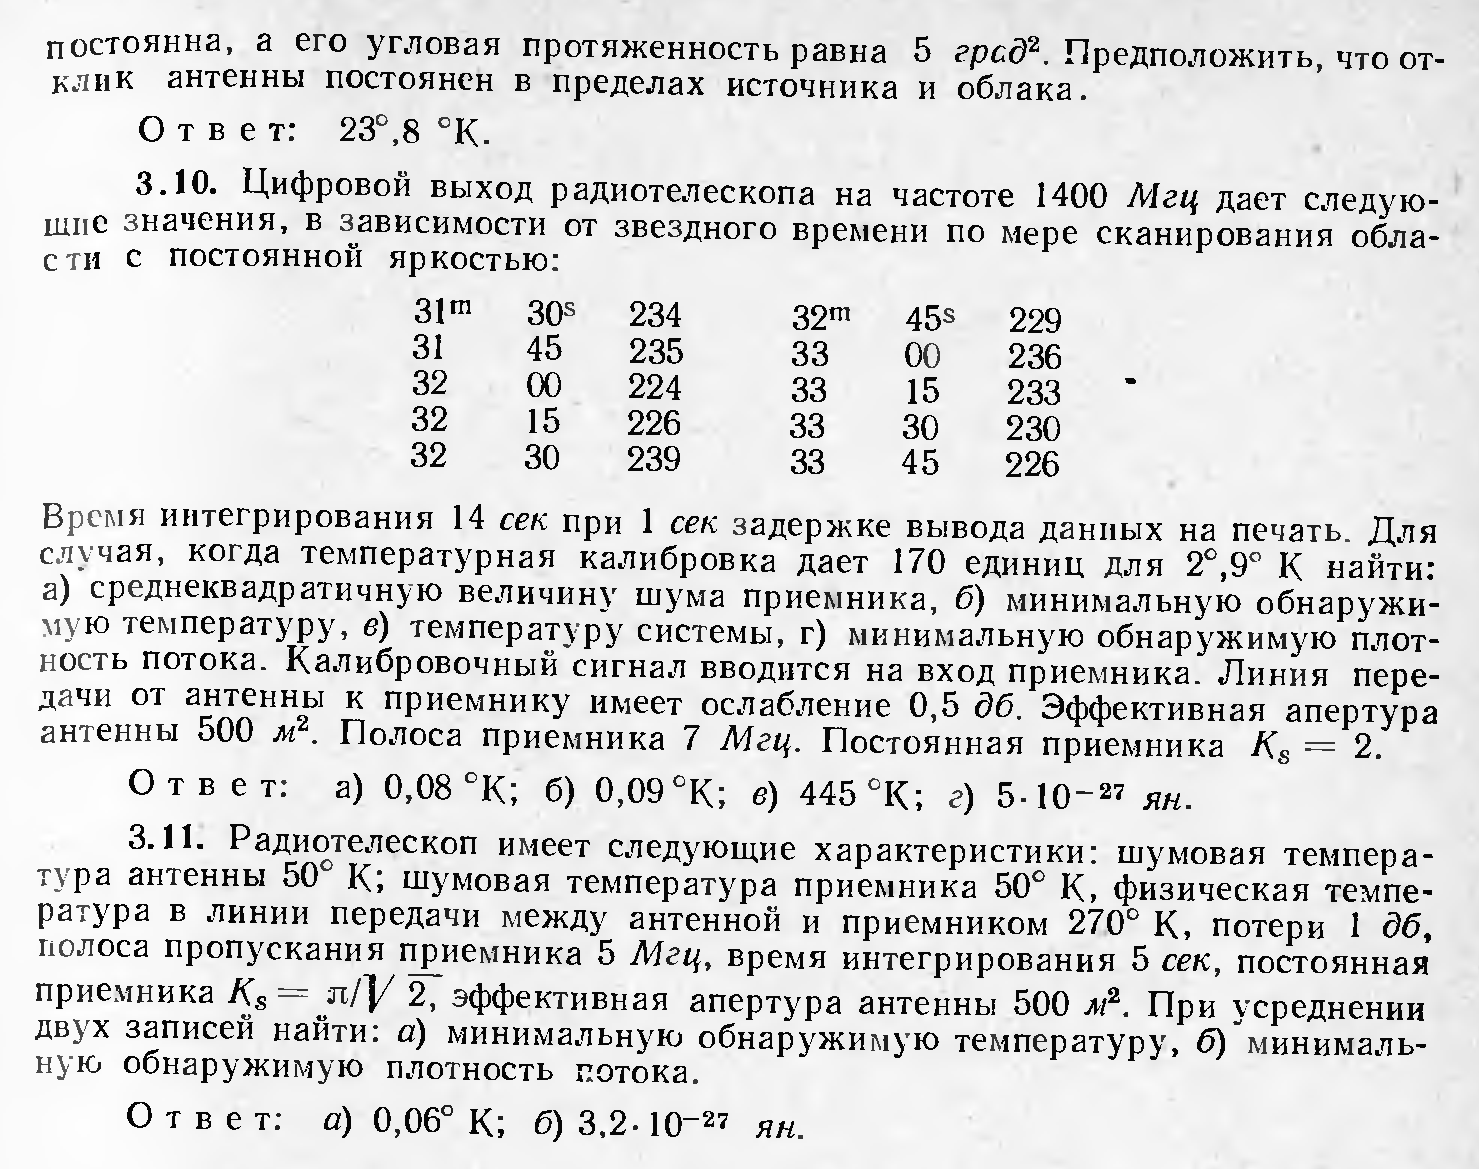 постоянна, а его угловая протяженность равна 5 град². Предположить, что от-
клик антенны постоянен в пределах источника и облака.
Ответ: 23°,8 °К.
3.10. Цифровой выход радиотелескопа на частоте 1400 Мгц дает следую-
щие значения, в зависимости от звездного времени по мере сканирования обла-
сти с постоянной яркостью:
31ᵐ 30ˢ 234 32ᵐ 45ˢ 229
31 45 235 33 00 236
32 00 224 33 15 233
32 15 226 33 30 230
32 30 239 33 45 226
Время интегрирования 14 сек при 1 сек задержке вывода данных на печать. Для
случая, когда температурная калибровка дает 170 единиц для 2°,9° К найти:
а) среднеквадратичную величину шума приемника, б) минимальную обнаружи-
мую температуру, в) температуру системы, г) минимальную обнаружимую плот-
ность потока. Калибровочный сигнал вводится на вход приемника. Линия пере-
дачи от антенны к приемнику имеет ослабление 0,5 дб. Эффективная апертура
антенны 500 м². Полоса приемника 7 Мгц. Постоянная приемника Kₛ = 2.
Ответ: а) 0,08 °К; б) 0,09 °К; в) 445 °К; г) 5·10⁻²⁷ ян.
3.11. Радиотелескоп имеет следующие характеристики: шумовая темпера-
тура антенны 50° К; шумовая температура приемника 50° К, физическая темпе-
ратура в линии передачи между антенной и приемником 270° К, потери 1 дб,
полоса пропускания приемника 5 Мгц, время интегрирования 5 сек, постоянная
приемника Kₛ = π/√2, эффективная апертура антенны 500 м². При усреднении
двух записей найти: а) минимальную обнаружимую температуру, б) минималь-
ную обнаружимую плотность потока.
Ответ: а) 0,06° К; б) 3,2·10⁻²⁷ ян.